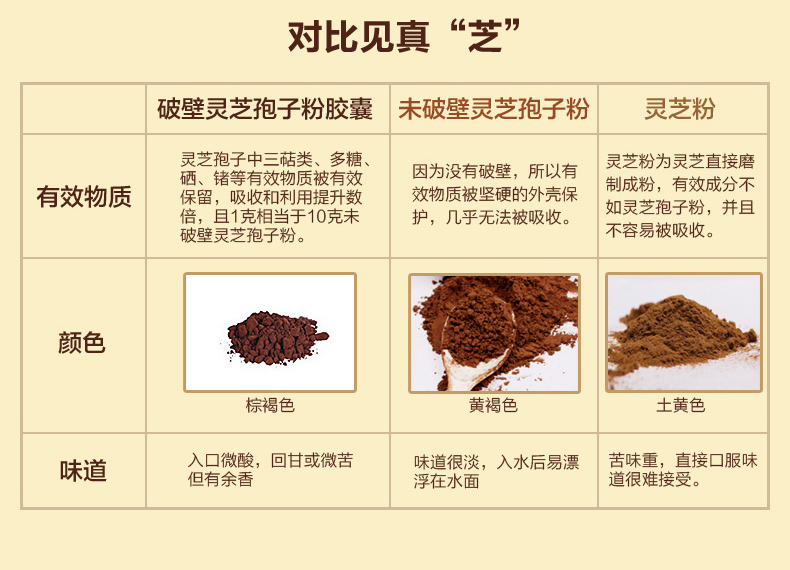 对比见真“芝”
破壁灵芝孢子粉胶囊
未破壁灵芝孢子粉
灵芝粉
有效物质
灵芝孢子中三萜类、多糖、
硒、锗等有效物质被有效
保留，吸收和利用提升数
倍，且1克相当于10克未
破壁灵芝孢子粉。
因为没有破壁，所以有
效物质被坚硬的外壳保
护，几乎无法被吸收。
灵芝粉为灵芝直接磨
制成粉，有效成分不
如灵芝孢子粉，并且
不容易被吸收。
颜色
棕褐色
黄褐色
土黄色
味道
入口微酸，回甘或微苦
但有余香
味道很淡，入水后易漂
浮在水面
苦味重，直接口服味
道很难接受。